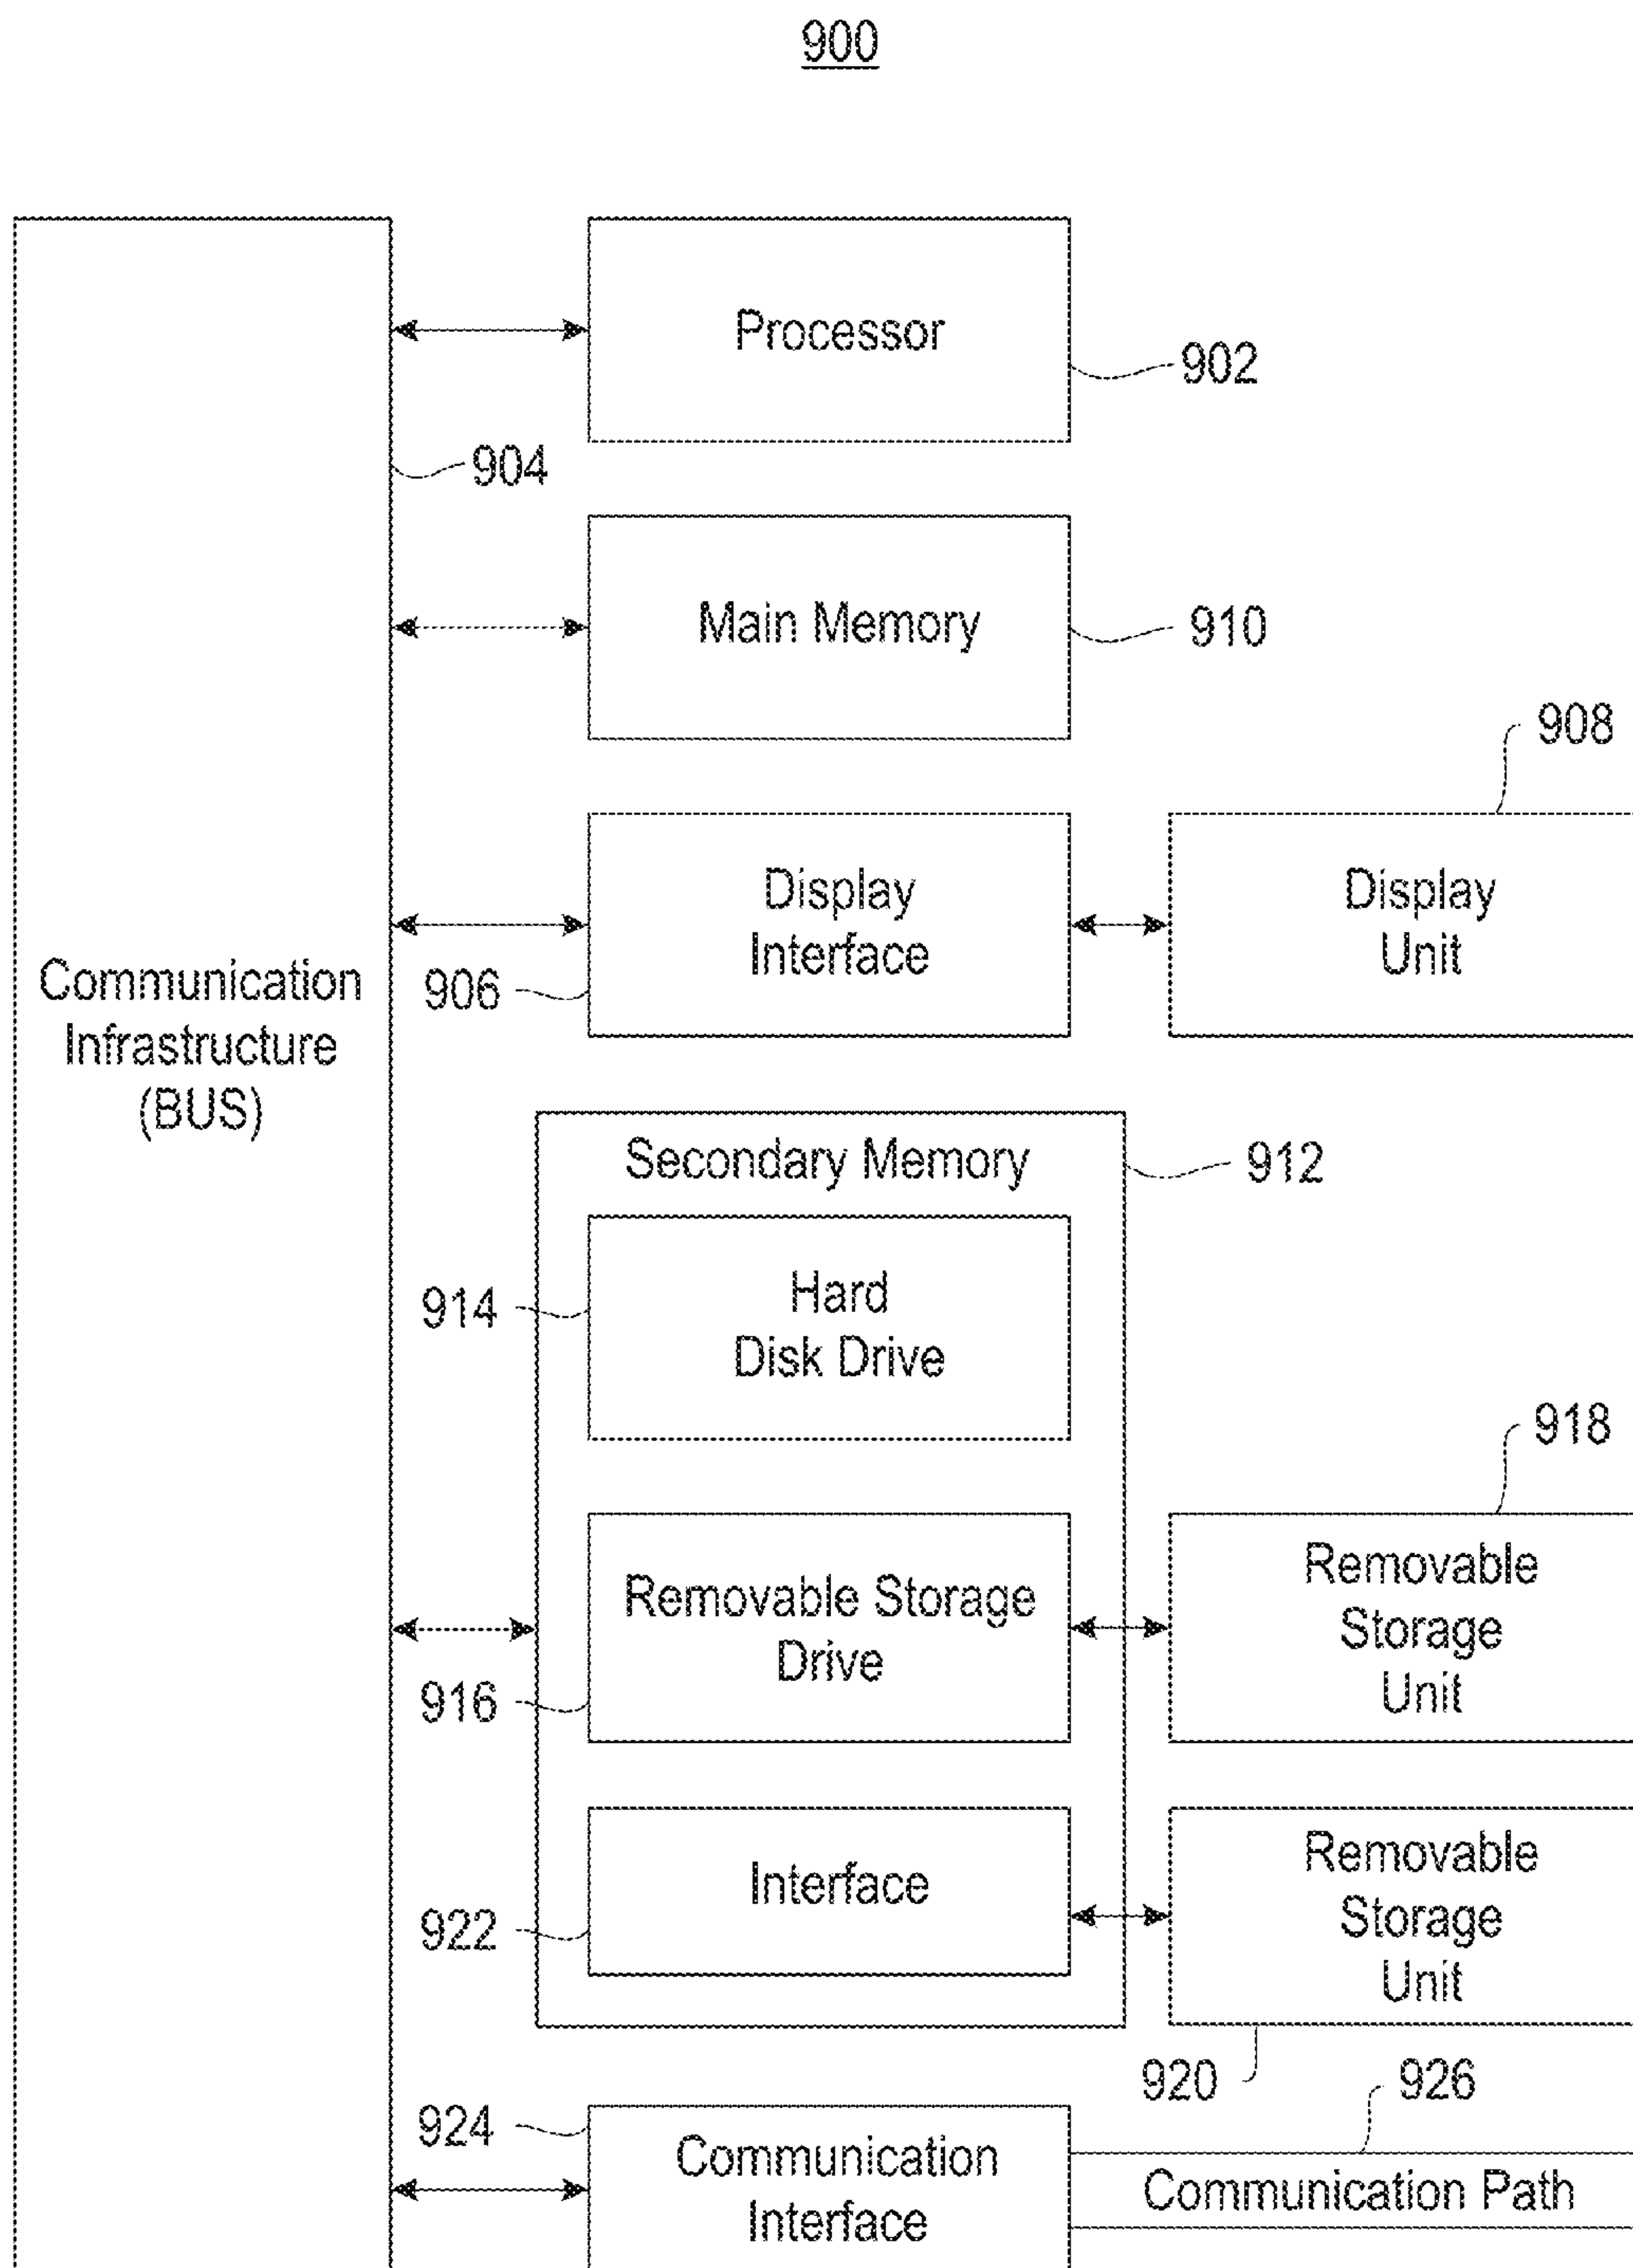 900
Processor
902
904
Main Memory
910
908
Display
Interface
Display
Unit
906
Communication
Infrastructure
(BUS)
Secondary Memory
912
914
Hard
Disk Drive
918
Removable Storage
Drive
916
Removable
Storage
Unit
Interface
922
Removable
Storage
Unit
920
926
924
Communication
Interface
Communication Path